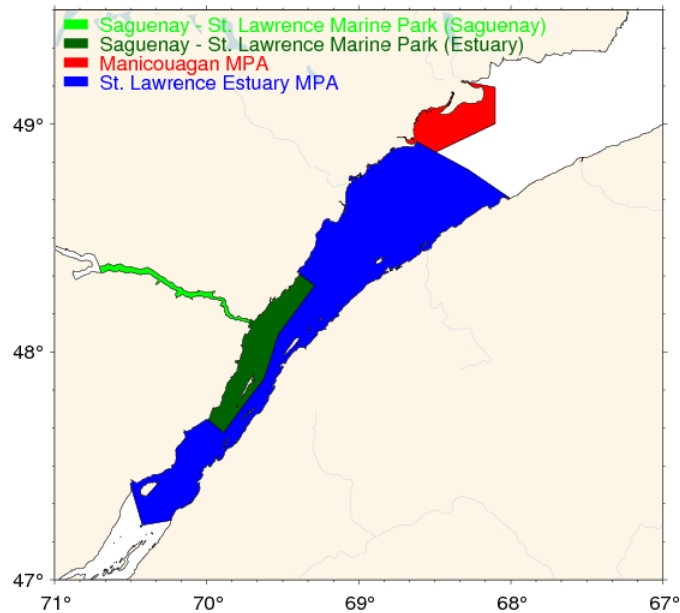 Saguenay - St. Lawrence Marine Park (Saguenay)
Saguenay - St. Lawrence Marine Park (Estuary)
Manicouagan MPA
St. Lawrence Estuary MPA
49°
48°
47°
71 70° 69° 68° 67°